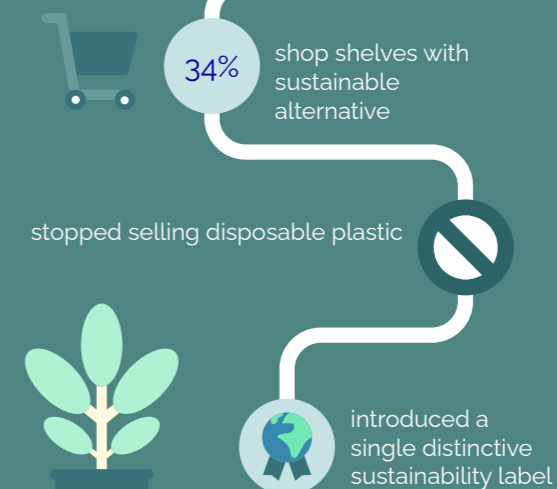 34%
shop shelves with
sustainable
alternative
stopped selling disposable plastic
introduced a
single distinctive
sustainability label